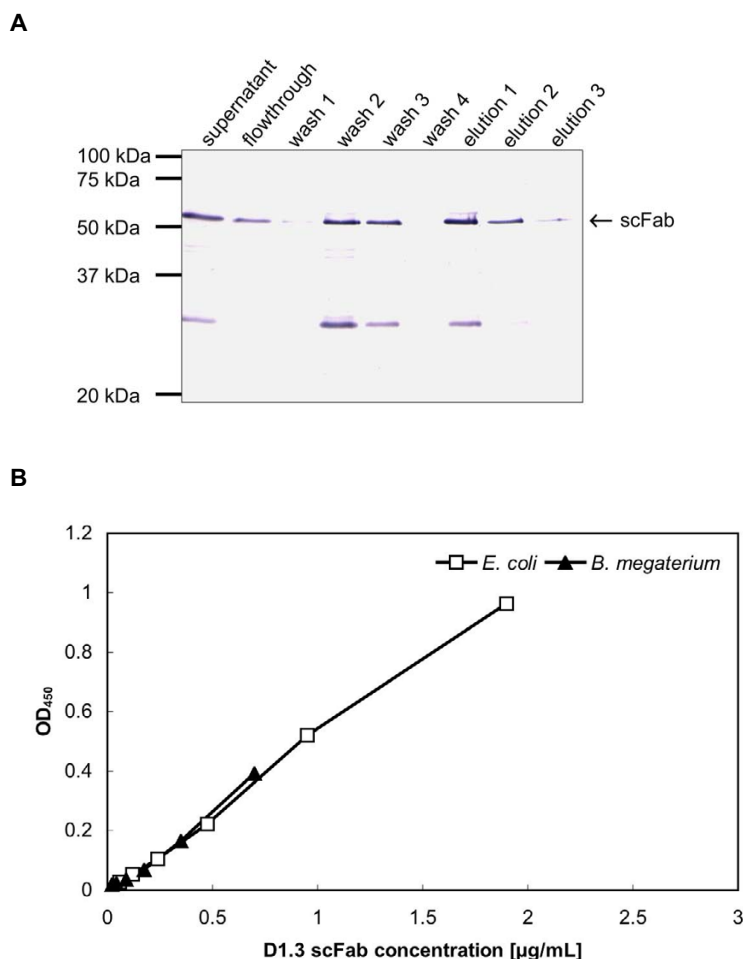 A
supernatant
flowthrough
wash 1
wash 2
wash 3
wash 4
elution 1
elution 2
elution 3
100 kDa
75 kDa
50 kDa
← scFab
37 kDa
20 kDa
B
1.2
E. coli
B. megaterium
1
0.8
0.6
OD450
0.4
0.2
0
0 0.5 1 1.5 2 2.5 3
D1.3 scFab concentration [µg/mL]